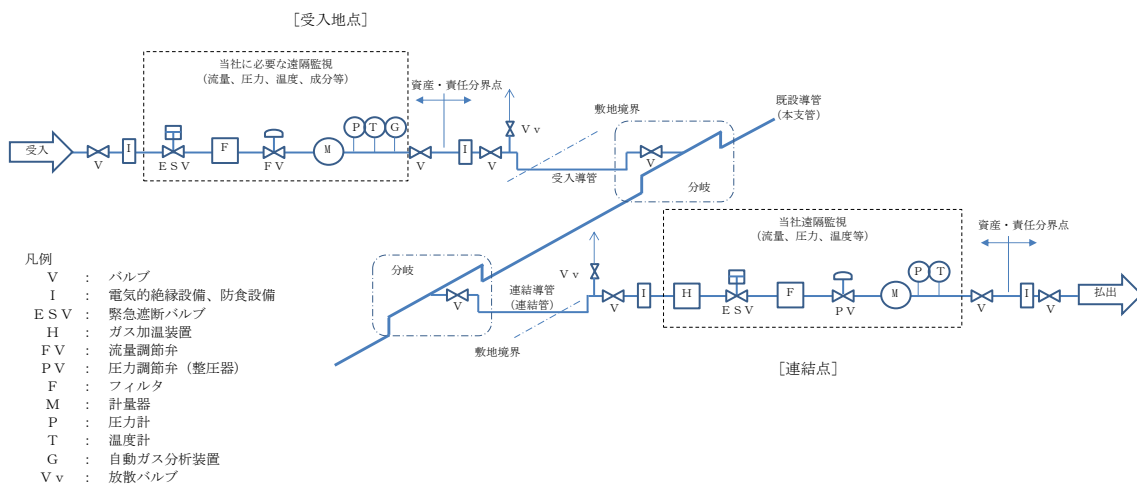 [受入地点]
当社に必要な遠隔監視
(流量、圧力、温度、成分等)
資産・責任分界点
敷地境界
既設導管
(本支管)
受入
V
I
ESV
F
FV
M
P
T
G
V
I
V
Vv
受入導管
V
分岐
当社遠隔監視
(流量、圧力、温度等)
資産・責任分界点
分岐
V
連結導管
(連結管)
敷地境界
Vv
V
I
H
ESV
F
PV
M
P
T
V
I
V
払出
[連結点]
凡例
V : バルブ
I : 電気的絶縁設備、防食設備
ESV : 緊急遮断バルブ
H : ガス加温装置
FV : 流量調節弁
PV : 圧力調節弁（整圧器）
F : フィルタ
M : 計量器
P : 圧力計
T : 温度計
G : 自動ガス分析装置
Vv : 放散バルブ